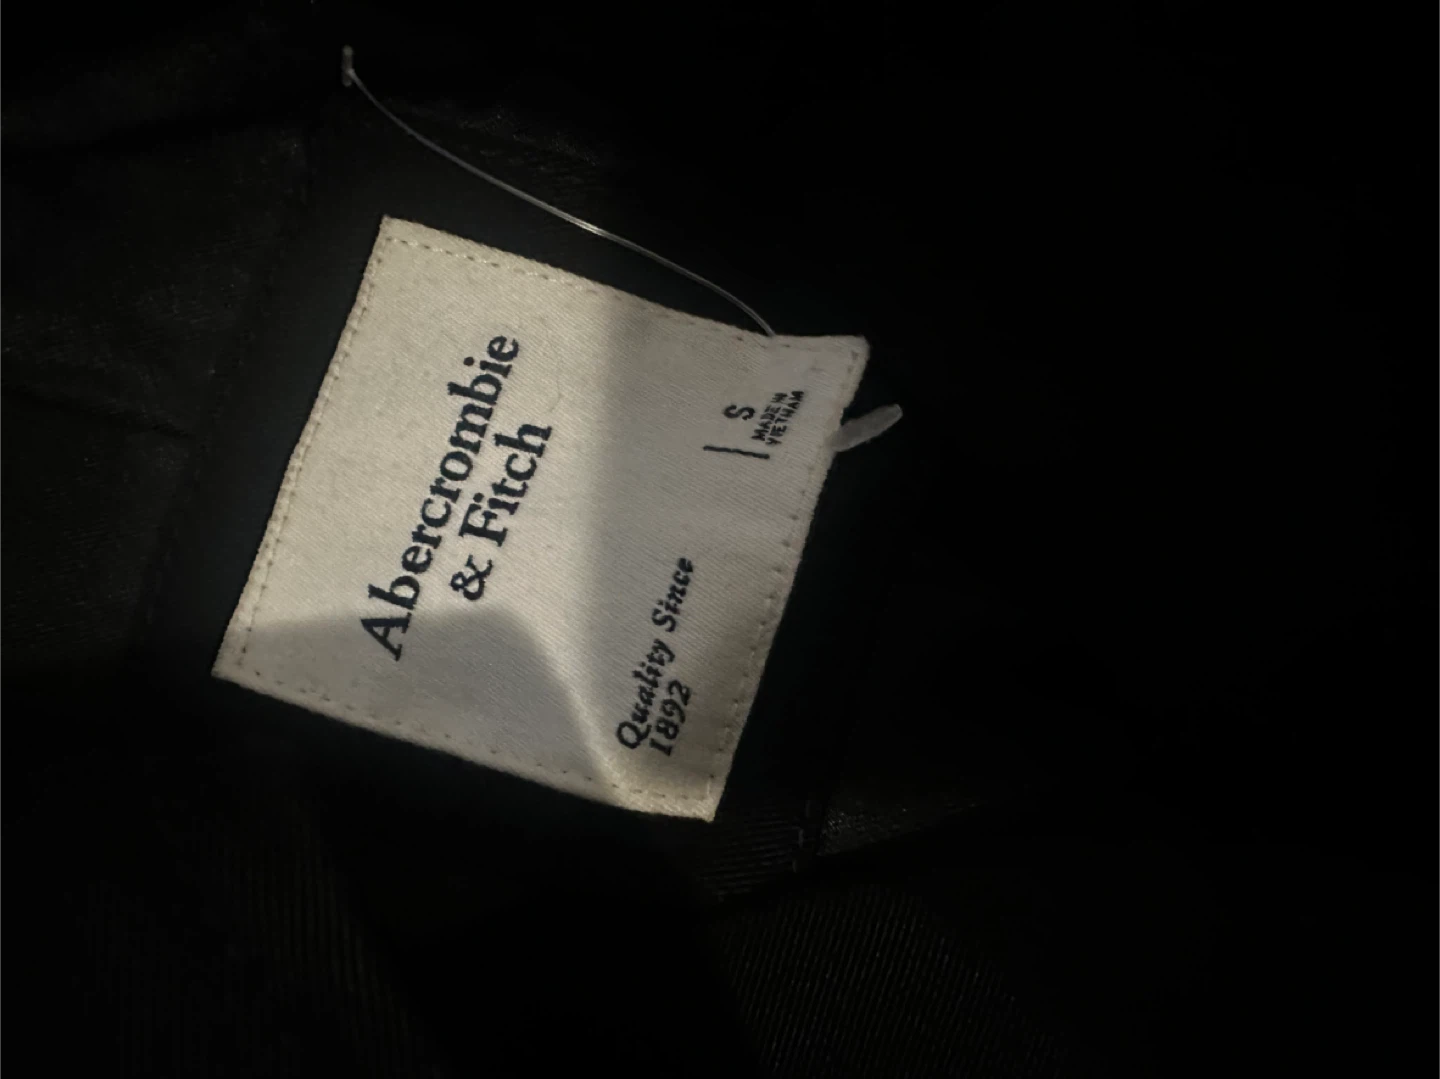 Abercrombie
& Fitch
Quality Since
1892
S
MADE IN
VIETNAM